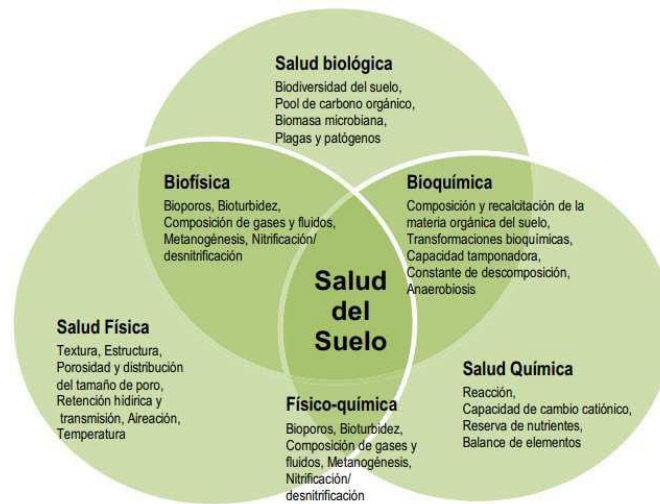 Salud biológica
Biodiversidad del suelo,
Pool de carbono orgánico,
Biomasa microbiana,
Plagas y patógenos
Biofísica
Bioporos, Bioturbidez,
Composición de gases y fluidos,
Metanogénesis, Nitrificación/
desnitrificación
Bioquímica
Composición y recalcitación de la
materia orgánica del suelo,
Transformaciones bioquímicas,
Capacidad tamponadora,
Constante de descomposición,
Anaerobiosis
Salud
del
Suelo
Salud Física
Textura, Estructura,
Porosidad y distribución
del tamaño de poro,
Retención hídirica y
transmisión, Aireación,
Temperatura
Salud Química
Reacción,
Capacidad de cambio catiónico,
Reserva de nutrientes,
Balance de elementos
Físico-química
Bioporos, Bioturbidez,
Composición de gases y
fluidos, Metanogénesis,
Nitrificación/
desnitrificación